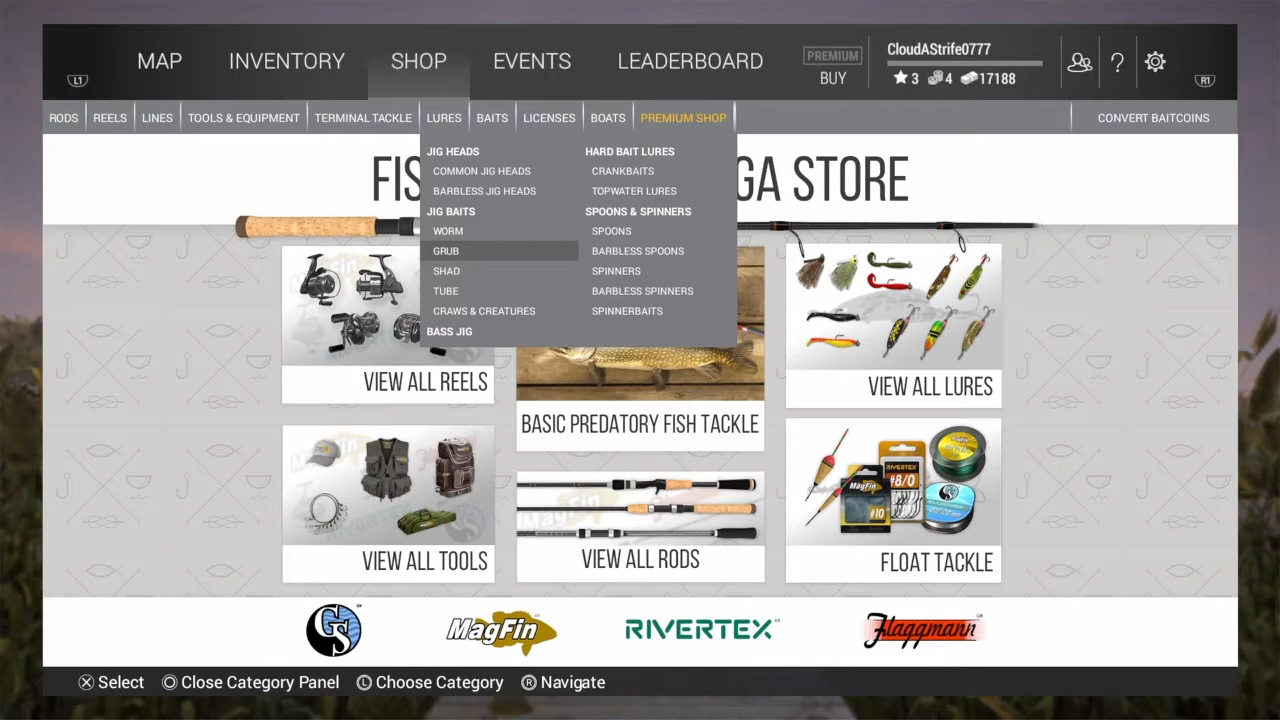 MAP INVENTORY SHOP EVENTS LEADERBOARD
PREMIUM
BUY
CloudAStrife0777
3 4 17188
L1
R1
RODS REELS LINES TOOLS & EQUIPMENT TERMINAL TACKLE LURES BAITS LICENSES BOATS PREMIUM SHOP CONVERT BAITCOINS
JIG HEADS
COMMON JIG HEADS
BARBLESS JIG HEADS
JIG BAITS
WORM
GRUB
SHAD
TUBE
CRAWS & CREATURES
BASS JIG
HARD BAIT LURES
CRANKBAITS
TOPWATER LURES
SPOONS & SPINNERS
SPOONS
BARBLESS SPOONS
SPINNERS
BARBLESS SPINNERS
SPINNERBAITS
FIS GA STORE
VIEW ALL REELS
BASIC PREDATORY FISH TACKLE
VIEW ALL LURES
VIEW ALL TOOLS
VIEW ALL RODS
MagFin
#10
RIVERTEX
#8/0
MagFin
FLOAT TACKLE
GS
MagFin
RIVERTEX
Flaggmann
Select Close Category Panel L Choose Category R Navigate